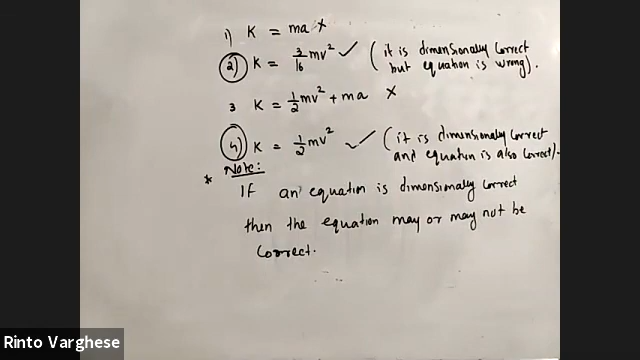 1) K = ma ✗
2) K = 3/16 mv² ✓ (it is dimensionally correct
but equation is wrong).
3 K = 1/2 mv² + ma ✗
4) K = 1/2 mv² ✓ (it is dimensionally correct
and equation is also correct).
* Note:
If an equation is dimensionally correct
then the equation may or may not be
correct.
Rinto Varghese